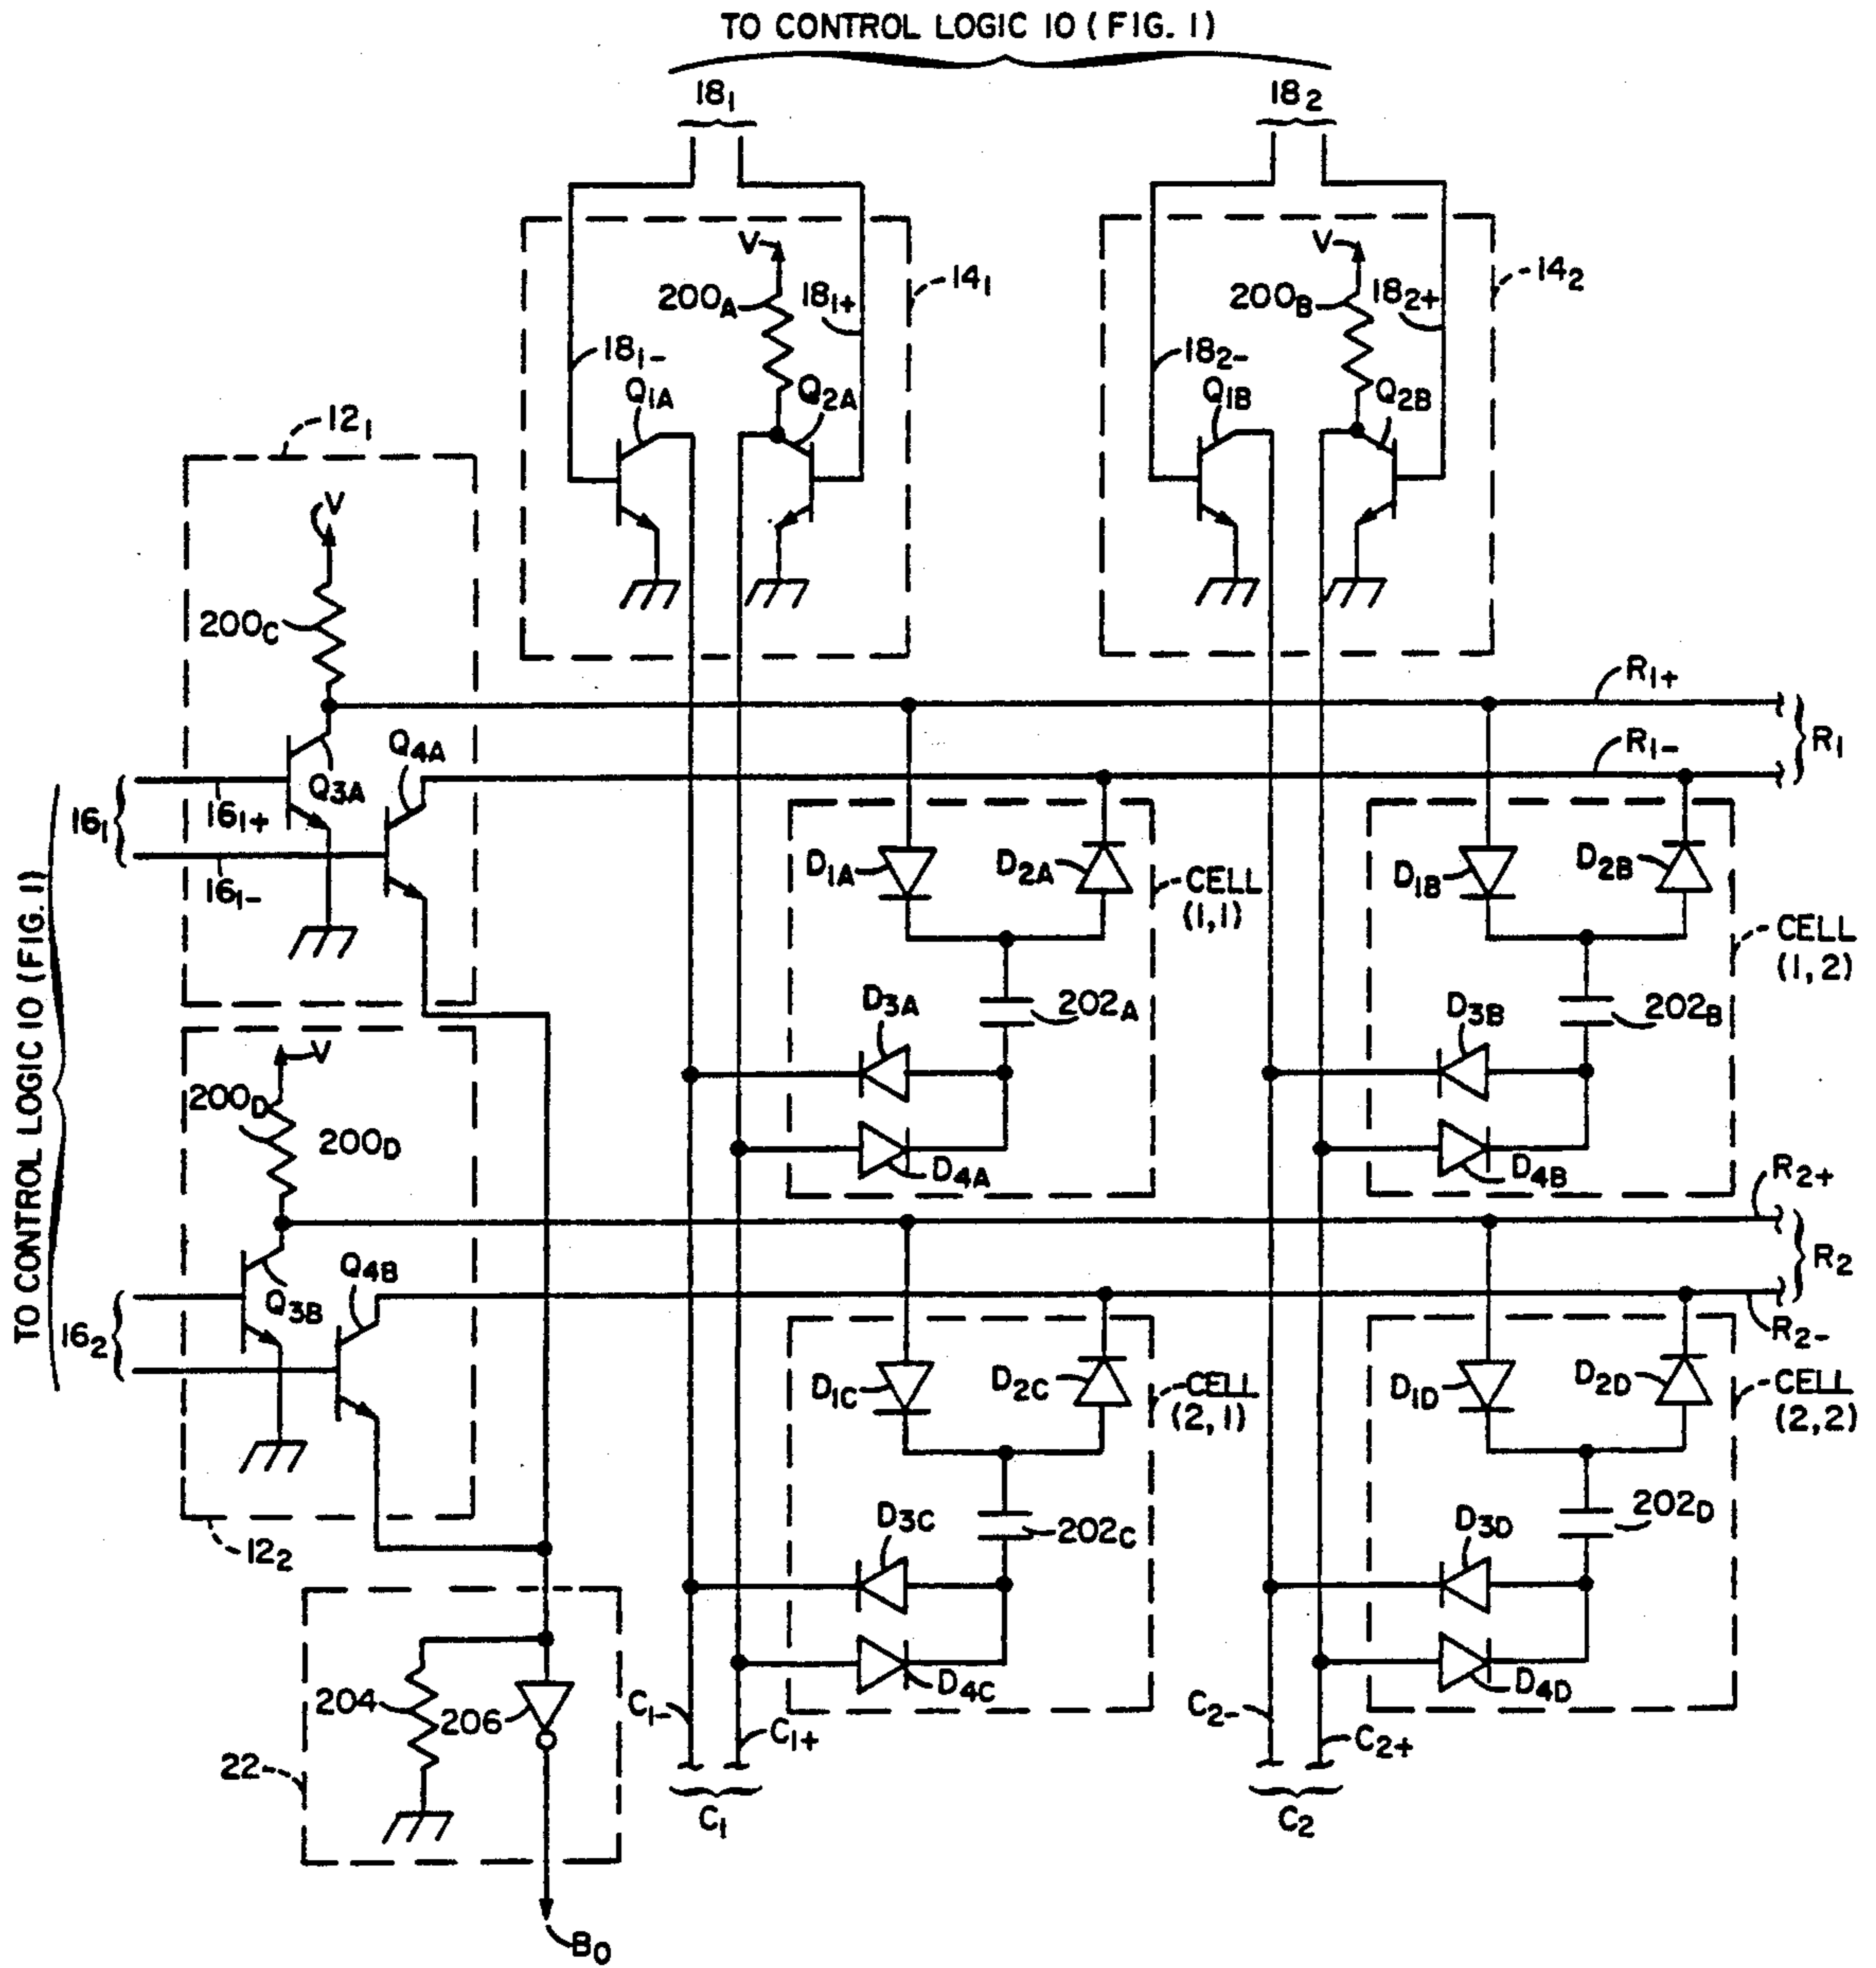 TO CONTROL LOGIC 10 (FIG. 1)
18₁
18₂
V
200A
18₁₊
14₁
V
200B
18₂₊
14₂
18₁₋
Q1A
Q2A
18₂₋
Q1B
Q2B
12₁
V
200C
R₁₊
R₁₋
R₁
Q4A
Q3A
16₁
16₁₊
16₁₋
TO CONTROL LOGIC 10 (FIG. 1)
D1A
D2A
CELL
(1,1)
D1B
D2B
CELL
(1,2)
D3A
202A
D3B
202B
D4A
D4B
V
200D
200D
R₂₊
R₂
R₂₋
Q4B
Q3B
16₂
D1C
D2C
CELL
(2,1)
D1D
D2D
CELL
(2,2)
D3C
202C
D3D
202D
12₂
D4C
D4D
204
206
22
C₁₋
C₁₊
C₁
C₂₋
C₂₊
C₂
B₀